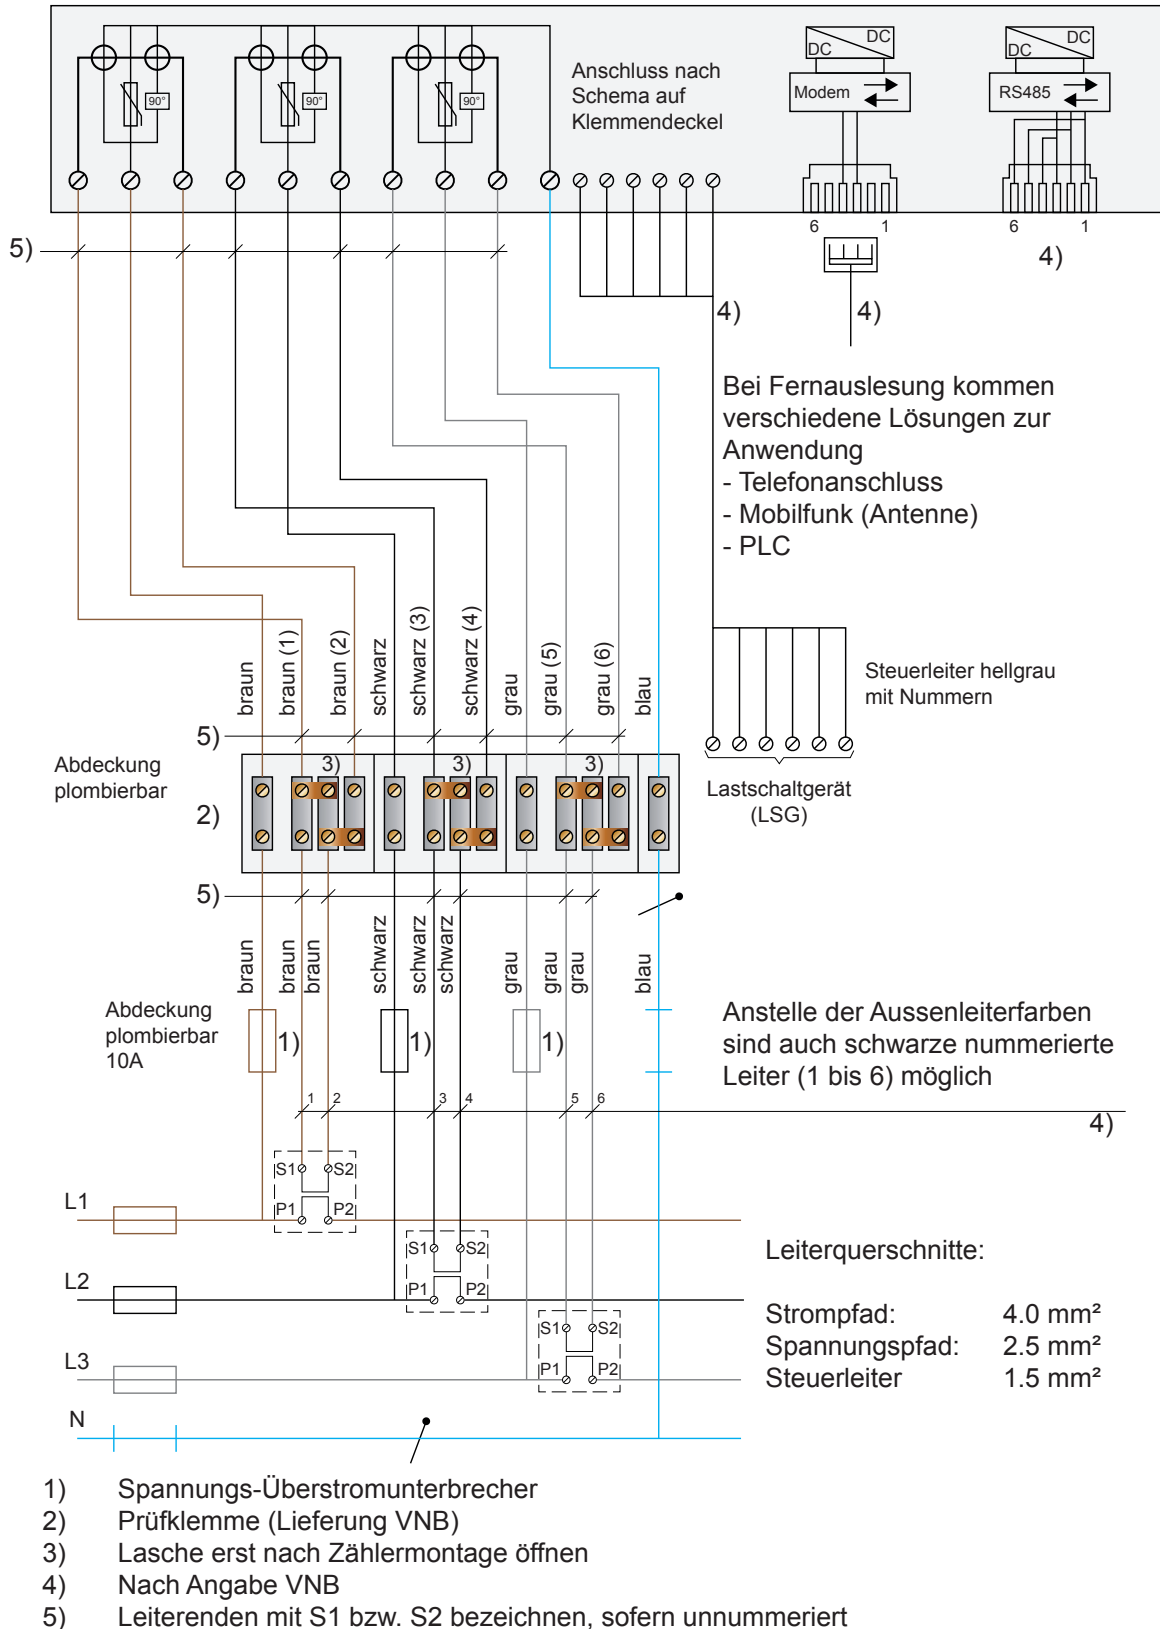 DC
DC
DC
DC
90°
90°
90°
Anschluss nach
Schema auf
Klemmendeckel
Modem
RS485
6
1
6
1
5)
4)
4)
4)
Bei Fernauslesung kommen
verschiedene Lösungen zur
Anwendung
- Telefonanschluss
- Mobilfunk (Antenne)
- PLC
braun
braun (1)
braun (2)
schwarz
schwarz (3)
schwarz (4)
grau
grau (5)
grau (6)
blau
Steuerleiter hellgrau
mit Nummern
5)
Abdeckung
plombierbar
3)
3)
3)
2)
Lastschaltgerät
(LSG)
5)
braun
braun
braun
schwarz
schwarz
schwarz
grau
grau
grau
blau
Abdeckung
plombierbar
10A
1)
1)
1)
Anstelle der Aussenleiterfarben
sind auch schwarze nummerierte
Leiter (1 bis 6) möglich
1
2
3
4
5
6
4)
S1
S2
P1
P2
L1
S1
S2
P1
P2
L2
S1
S2
P1
P2
L3
N
Leiterquerschnitte:
Strompfad: 4.0 mm²
Spannungspfad: 2.5 mm²
Steuerleiter 1.5 mm²
1) Spannungs-Überstromunterbrecher
2) Prüfklemme (Lieferung VNB)
3) Lasche erst nach Zählermontage öffnen
4) Nach Angabe VNB
5) Leiterenden mit S1 bzw. S2 bezeichnen, sofern unnummeriert